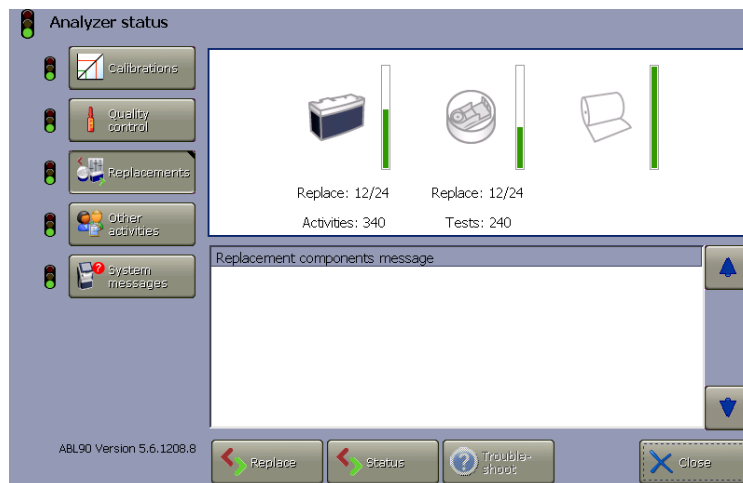 Analyzer status
Calibrations
Quality
control
Replacements
Other
activities
System
messages
Replace: 12/24
Replace: 12/24
Activities: 340
Tests: 240
Replacement components message
ABL90 Version 5.6.1208.8
Replace
Status
Trouble-
shoot
Close